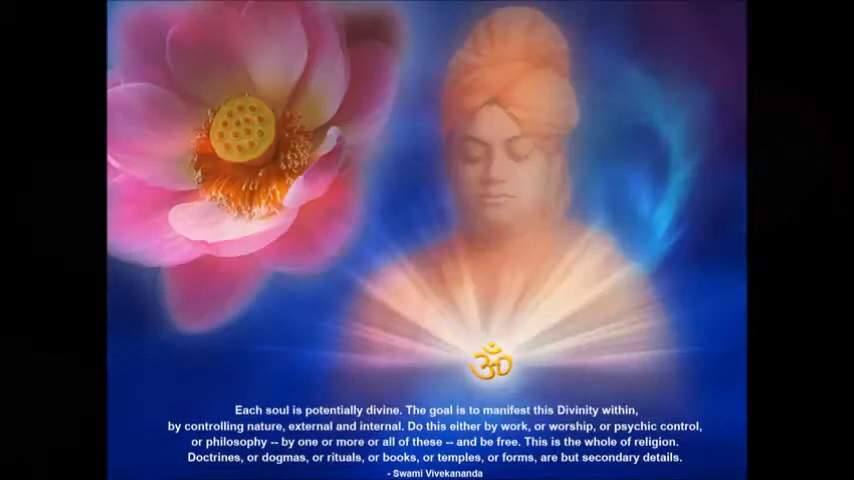 ॐ
Each soul is potentially divine. The goal is to manifest this Divinity within,
by controlling nature, external and internal. Do this either by work, or worship, or psychic control,
or philosophy -- by one or more or all of these -- and be free. This is the whole of religion.
Doctrines, or dogmas, or rituals, or books, or temples, or forms, are but secondary details.
- Swami Vivekananda